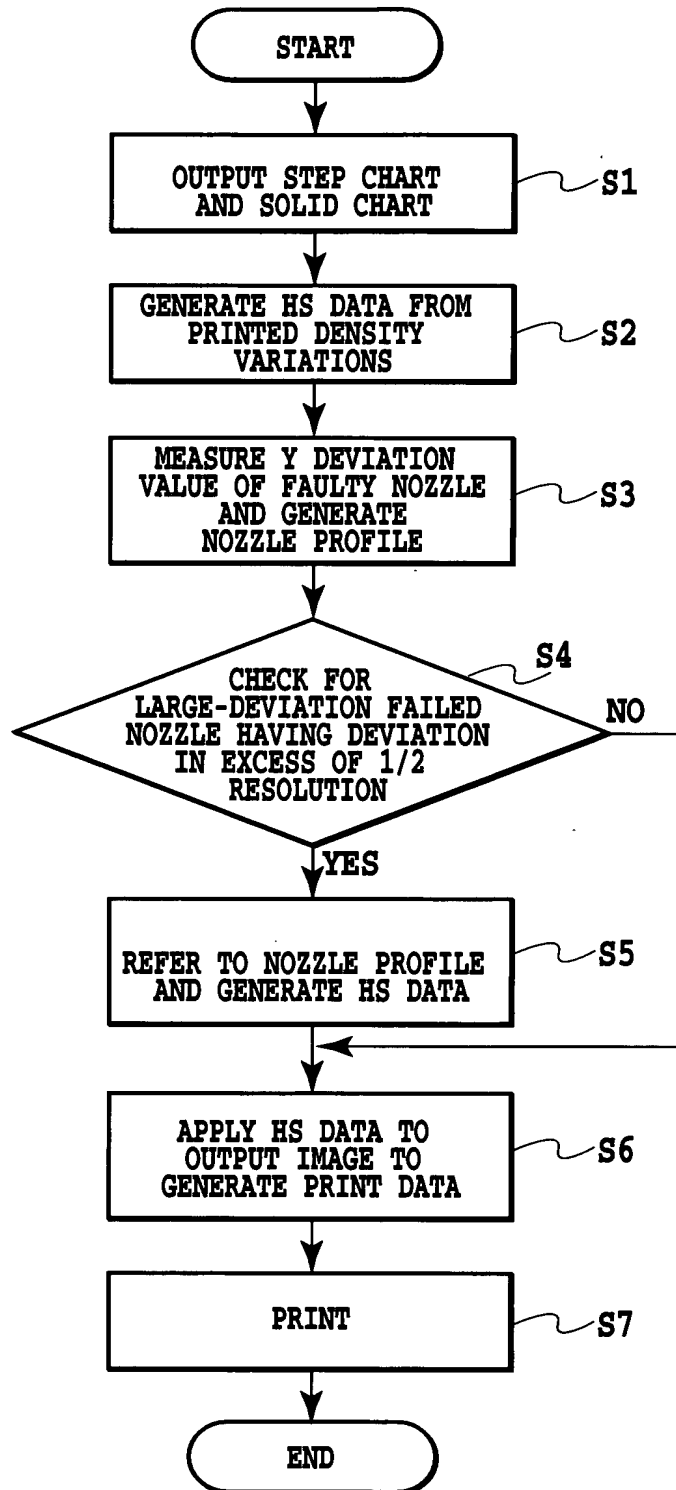 START
OUTPUT STEP CHART
AND SOLID CHART
S1
GENERATE HS DATA FROM
PRINTED DENSITY
VARIATIONS
S2
MEASURE Y DEVIATION
VALUE OF FAULTY NOZZLE
AND GENERATE
NOZZLE PROFILE
S3
S4
CHECK FOR
LARGE-DEVIATION FAILED
NOZZLE HAVING DEVIATION
IN EXCESS OF 1/2
RESOLUTION
NO
YES
REFER TO NOZZLE PROFILE
AND GENERATE HS DATA
S5
APPLY HS DATA TO
OUTPUT IMAGE TO
GENERATE PRINT DATA
S6
PRINT
S7
END